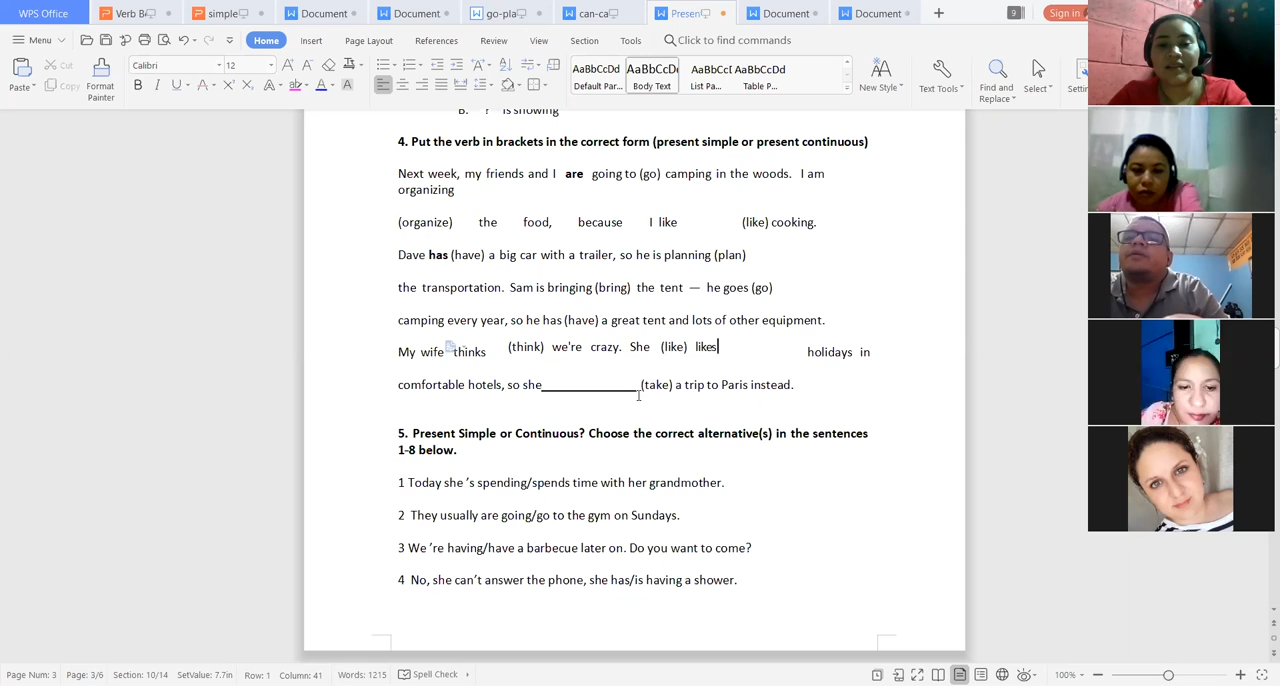 WPS Office
Verb B
simple
Document
Document
go-pla
can-ca
Presen
Document
Document
9
Sign in
Menu
Home
Insert
Page Layout
References
Review
View
Section
Tools
Click to find commands
Paste
Cut
Copy
Format Painter
Calibri
12
AaBbCcDd
AaBbCcDd
AaBbCcI
AaBbCcDd
Default Par...
Body Text
List Pa...
Table P...
New Style
Text Tools
Find and Replace
Select
B. "r" is showing
4. Put the verb in brackets in the correct form (present simple or present continuous)
Next week, my friends and I are going to (go) camping in the woods. I am
organizing
(organize) the food, because I like (like) cooking.
Dave has (have) a big car with a trailer, so he is planning (plan)
the transportation. Sam is bringing (bring) the tent — he goes (go)
camping every year, so he has (have) a great tent and lots of other equipment.
My wife thinks (think) we're crazy. She (like) likes holidays in
comfortable hotels, so she________________ (take) a trip to Paris instead.
5. Present Simple or Continuous? Choose the correct alternative(s) in the sentences
1-8 below.
1 Today she 's spending/spends time with her grandmother.
2 They usually are going/go to the gym on Sundays.
3 We 're having/have a barbecue later on. Do you want to come?
4 No, she can't answer the phone, she has/is having a shower.
Page Num: 3
Page: 3/6
Section: 10/14
SetValue: 7.7in
Row: 1
Column: 41
Words: 1215
Spell Check
100%